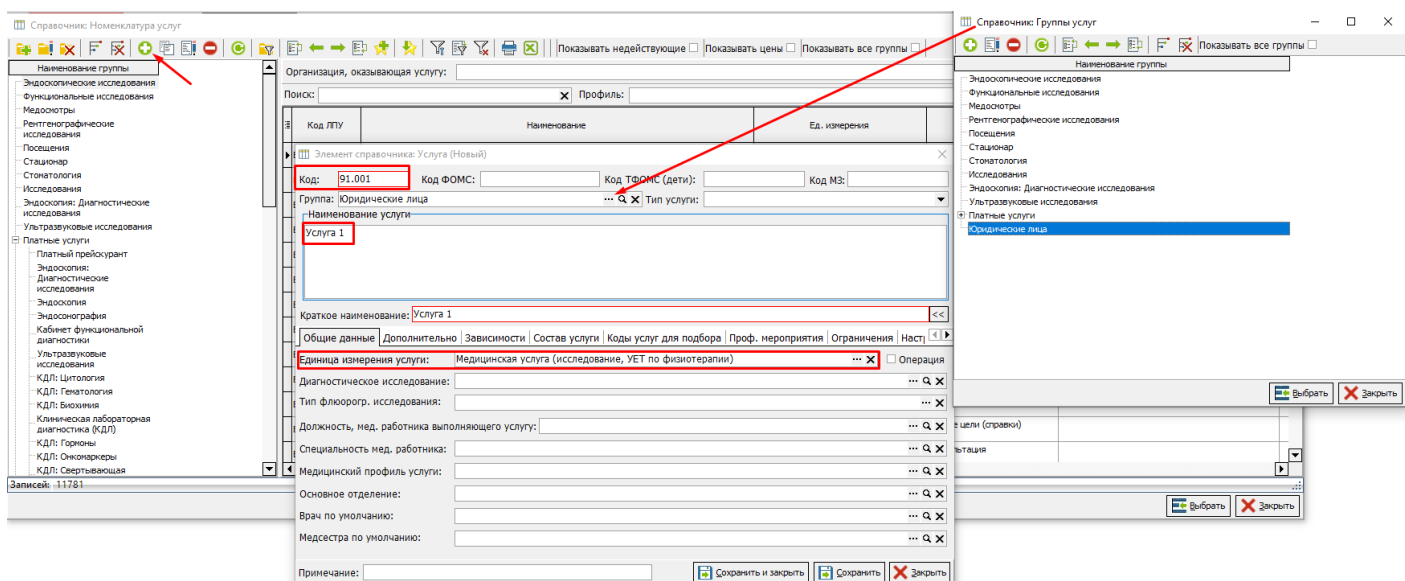 Справочник: Номенклатура услуг
Показывать недействующие Показывать цены Показывать все группы
Наименование группы
Эндоскопические исследования
Функциональные исследования
Медосмотры
Рентгенографические
исследования
Посещения
Стационар
Стоматология
Исследования
Эндоскопия: Диагностические
исследования
Ультразвуковые исследования
Платные услуги
Платный прейскурант
Эндоскопия:
Диагностические
исследования
Эндоскопия
Эндосонография
Кабинет функциональной
диагностики
Ультразвуковые
исследования
КДЛ: Цитология
КДЛ: Гематология
КДЛ: Биохимия
Клиническая лабораторная
диагностика (КДЛ)
КДЛ: Гормоны
КДЛ: Онкомаркеры
КДЛ: Свертывающая
Записей: 11781
Организация, оказывающая услугу:
Поиск: Профиль:
Код ЛПУ Наименование Ед. измерения
Элемент справочника: Услуга (Новый)
Код: 91.001 Код ФОМС: Код ТФОМС (дети): Код МЗ:
Группа: Юридические лица Тип услуги:
Наименование услуги
Услуга 1
Краткое наименование: Услуга 1 <<
Общие данные Дополнительно Зависимости Состав услуги Коды услуг для подбора Проф. мероприятия Ограничения
Единица измерения услуги: Медицинская услуга (исследование, УЕТ по физиотерапии) Операция
Диагностическое исследование:
Тип флюорогр. исследования:
Должность, мед. работника выполняющего услугу:
Специальность мед. работника:
Медицинский профиль услуги:
Основное отделение:
Врач по умолчанию:
Медсестра по умолчанию:
Примечание: Сохранить и закрыть Сохранить Закрыть
Справочник: Группы услуг
Показывать все группы
Наименование группы
Эндоскопические исследования
Функциональные исследования
Медосмотры
Рентгенографические исследования
Посещения
Стационар
Стоматология
Исследования
Эндоскопия: Диагностические исследования
Ультразвуковые исследования
Платные услуги
Юридические лица
Выбрать Закрыть
цели (справки)
Выбрать Закрыть